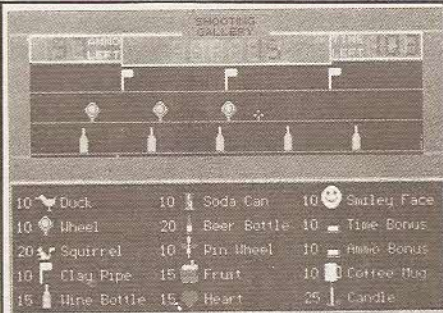 SHOOTING
GALLERY
AMMO LEFT
TIME LEFT 103
10 Duck 10 Soda Can 10 Smiley Face
10 Wheel 20 Beer Bottle 10 Time Bonus
20 Squirrel 10 Pin Wheel 10 Ammo Bonus
10 Clay Pipe 15 Fruit 10 Coffee Mug
15 Wine Bottle 15 Heart 25 Candle